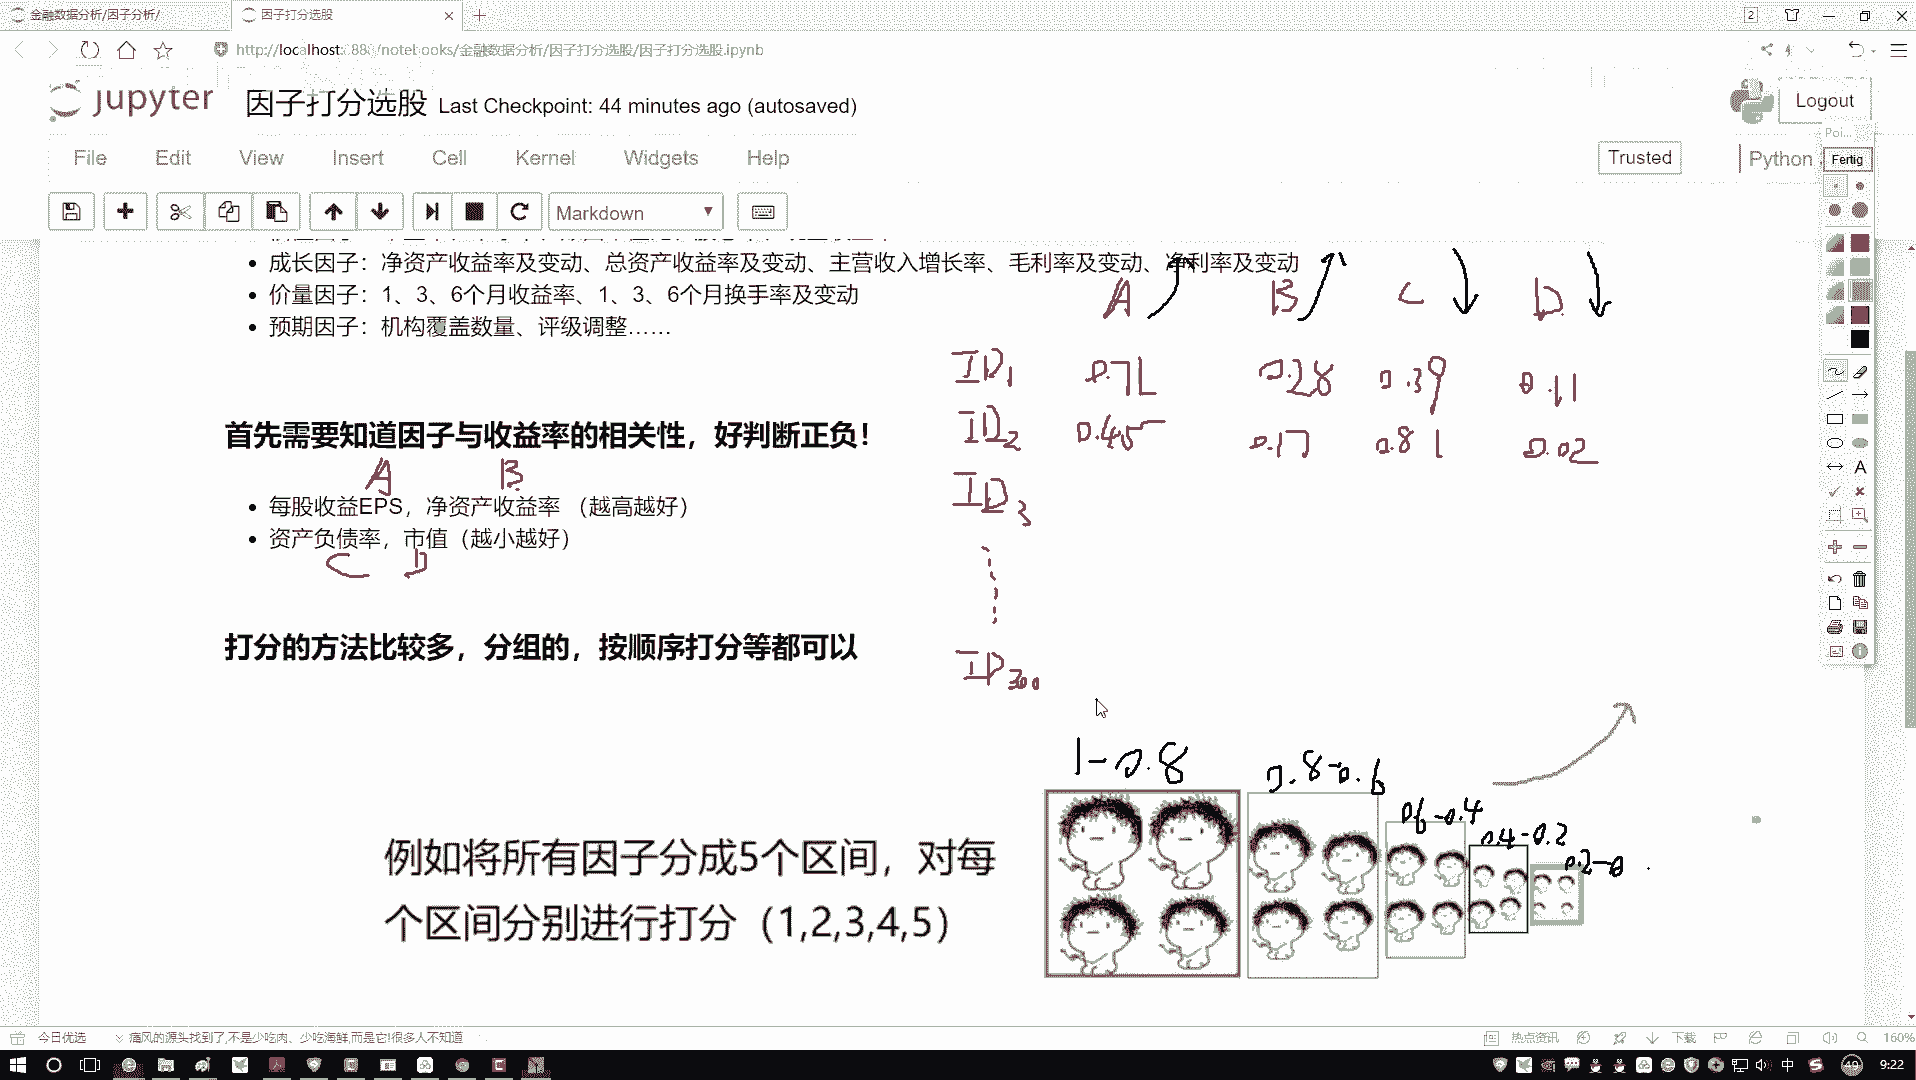 金融数据分析/因子分析/
因子打分选股
2
http://localhost:888/notebooks/金融数据分析/因子打分选股/因子打分选股.ipynb
jupyter 因子打分选股 Last Checkpoint: 44 minutes ago (autosaved)
Logout
File Edit View Insert Cell Kernel Widgets Help
Trusted
Python
Poi...
Fertig
Markdown
成长因子：净资产收益率及变动、总资产收益率及变动、主营收入增长率、毛利率及变动、净利率及变动
价量因子：1、3、6个月收益率、1、3、6个月换手率及变动
预期因子：机构覆盖数量、评级调整……
A B C D
ID1 0.72 0.28 0.39 0.11
ID2 0.45 0.17 0.81 0.02
ID3
ID300
首先需要知道因子与收益率的相关性，好判断正负！
A B
每股收益EPS，净资产收益率 （越高越好）
资产负债率，市值（越小越好）
C D
打分的方法比较多，分组的，按顺序打分等都可以
1-0.8
0.8-0.6
0.6-0.4
0.4-0.2
0.2-0
例如将所有因子分成5个区间，对每
个区间分别进行打分（1,2,3,4,5）
今日优选
痛风的源头找到了,不是少吃肉、少吃海鲜,而是它!很多人不知道
热点资讯
下载
160%
中
49
9:22